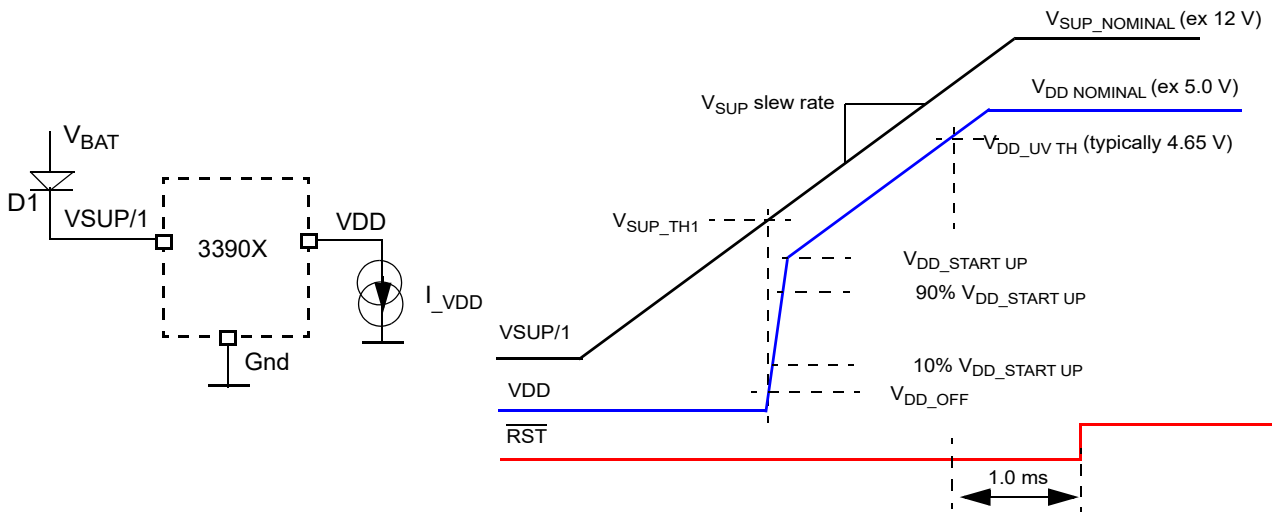 V_BAT
D1
VSUP/1
3390X
VDD
I_VDD
Gnd
V_SUP_NOMINAL (ex 12 V)
V_DD NOMINAL (ex 5.0 V)
V_SUP slew rate
V_DD_UV TH (typically 4.65 V)
V_SUP_TH1
V_DD_START UP
90% V_DD_START UP
VSUP/1
10% V_DD_START UP
VDD
V_DD_OFF
RST
1.0 ms